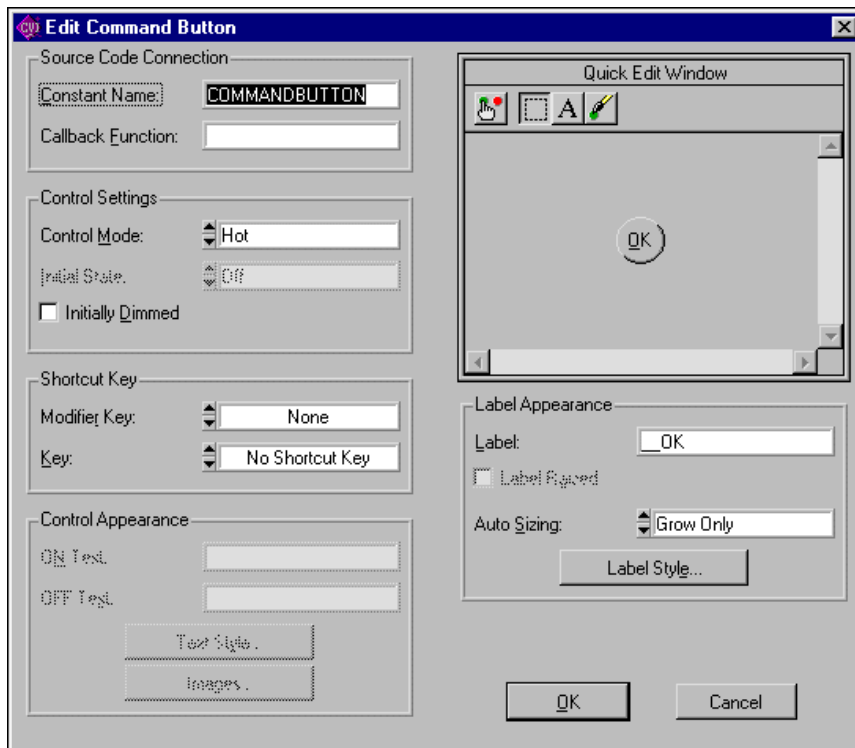 CVI Edit Command Button
Source Code Connection
Constant Name: COMMANDBUTTON
Callback Function:
Control Settings
Control Mode: Hot
Initial State: Off
Initially Dimmed
Shortcut Key
Modifier Key: None
Key: No Shortcut Key
Control Appearance
ON Text:
OFF Text:
Text Style...
Images...
Quick Edit Window
A
OK
Label Appearance
Label: __OK
Label Raised
Auto Sizing: Grow Only
Label Style...
OK Cancel